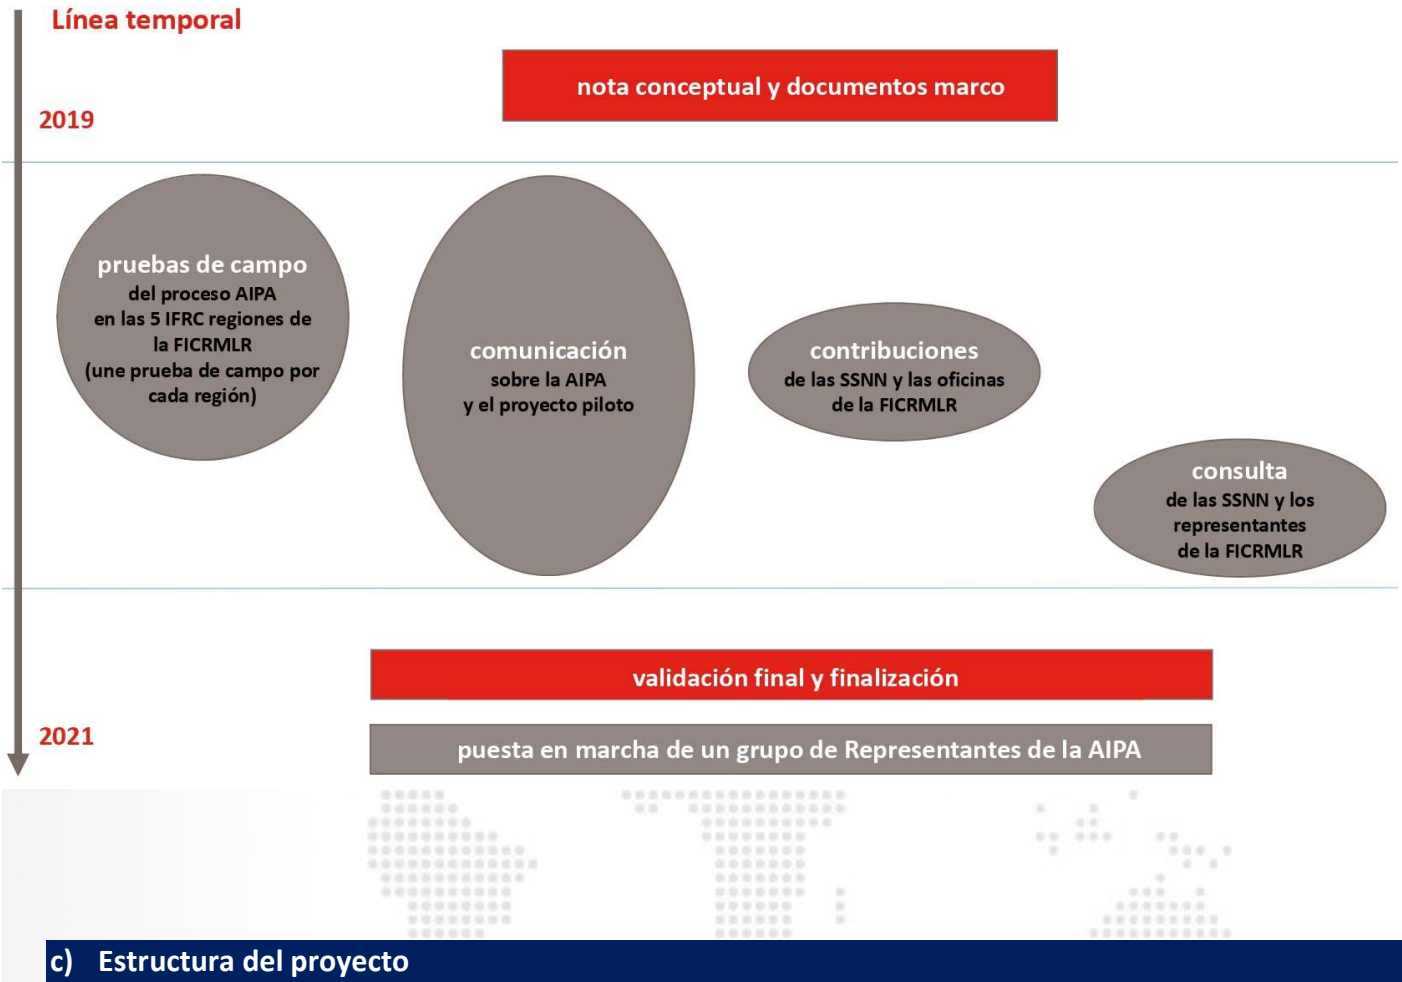 Línea temporal
nota conceptual y documentos marco
2019
pruebas de campo
del proceso AIPA
en las 5 IFRC regiones de
la FICRMLR
(une prueba de campo por
cada región)
comunicación
sobre la AIPA
y el proyecto piloto
contribuciones
de las SSNN y las oficinas
de la FICRMLR
consulta
de las SSNN y los
representantes
de la FICRMLR
validación final y finalización
2021
puesta en marcha de un grupo de Representantes de la AIPA
c) Estructura del proyecto